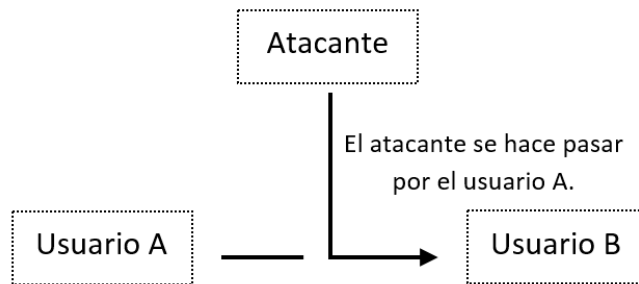 Atacante
El atacante se hace pasar
por el usuario A.
Usuario A
Usuario B